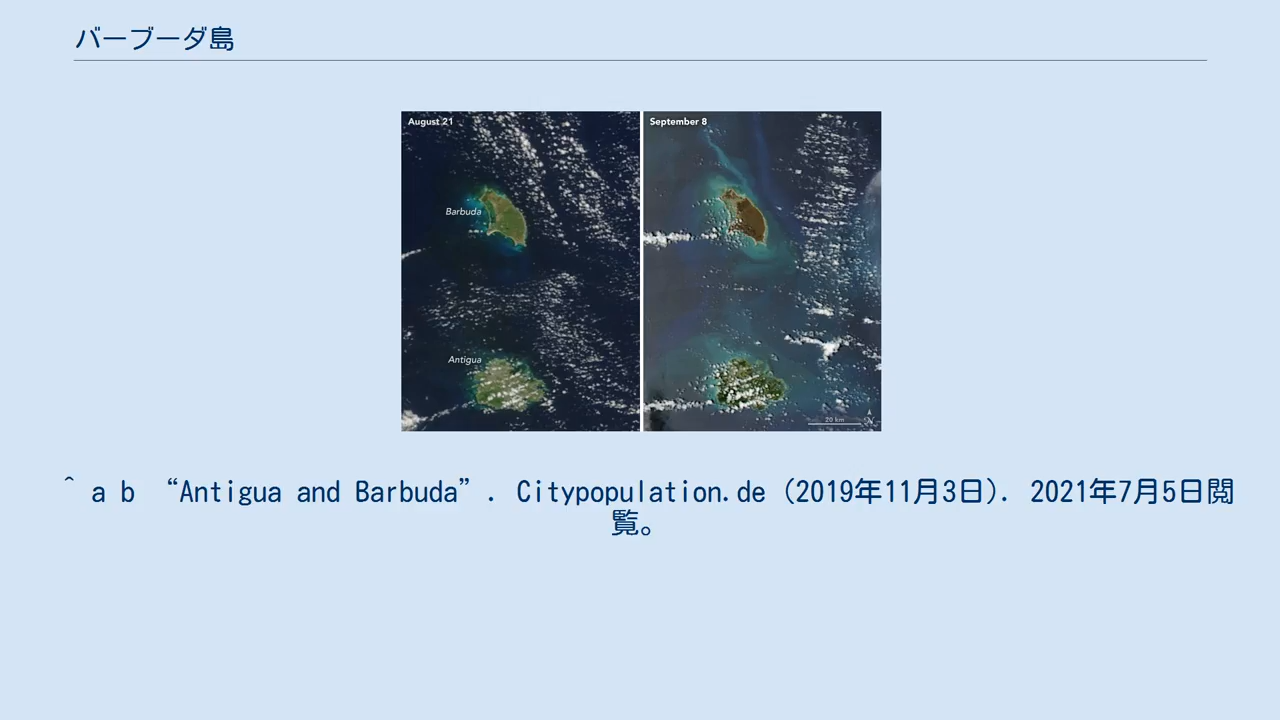 バーブーダ島
August 21
September 8
Barbuda
Antigua
20 km
N
^ a b “Antigua and Barbuda”. Citypopulation.de (2019年11月3日). 2021年7月5日閲
覧。